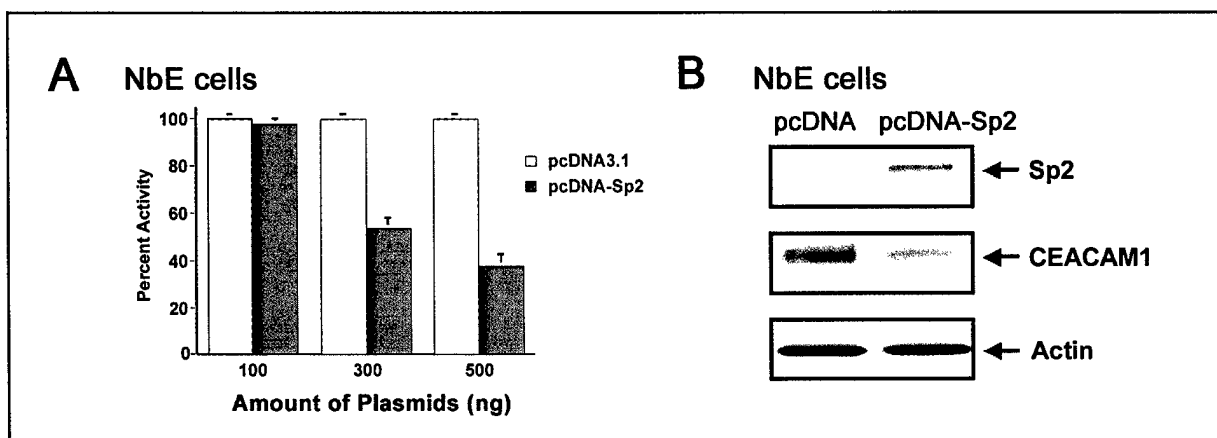 A NbE cells
100
80
60
40
20
0
Percent Activity
100 300 500
Amount of Plasmids (ng)
pcDNA3.1
pcDNA-Sp2
B NbE cells
pcDNA pcDNA-Sp2
Sp2
CEACAM1
Actin